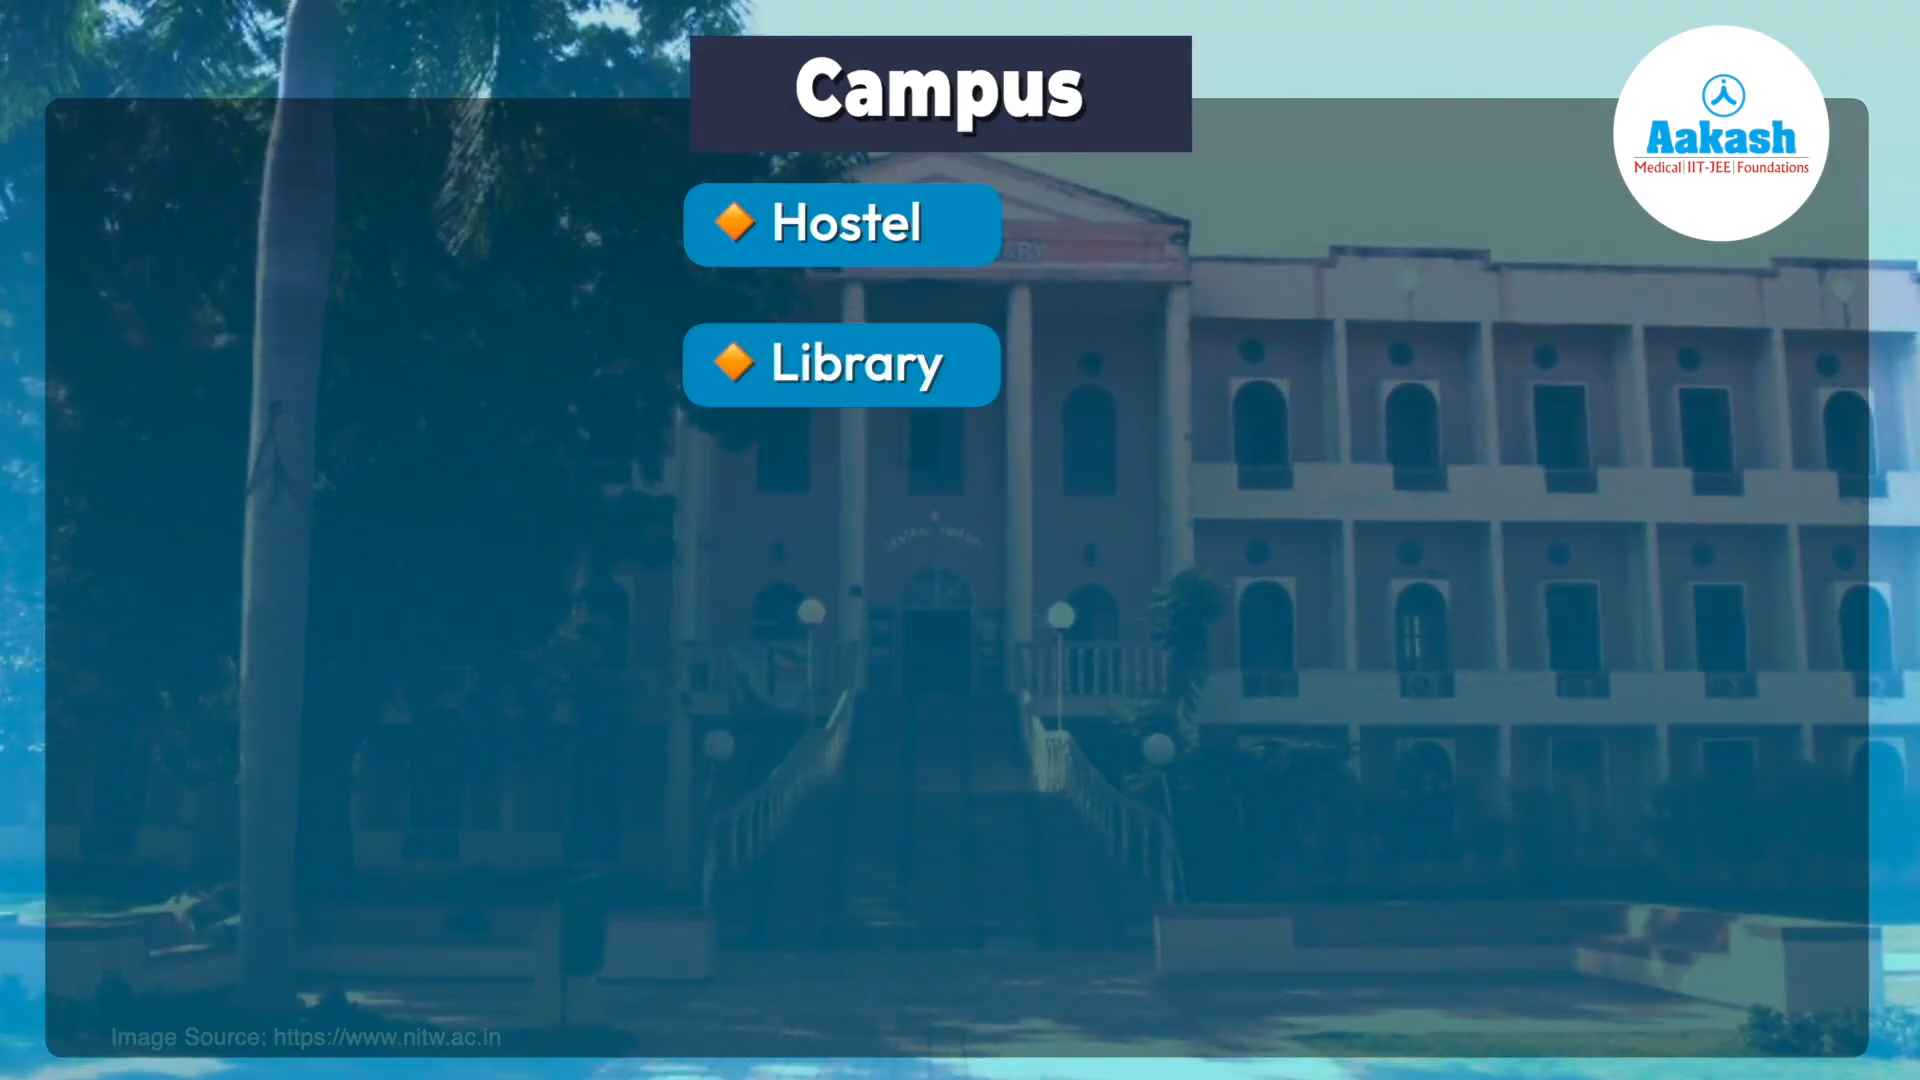 Campus
Aakash
Medical|IIT-JEE|Foundations
🔶 Hostel
🔶 Library
Image Source: https://www.nitw.ac.in